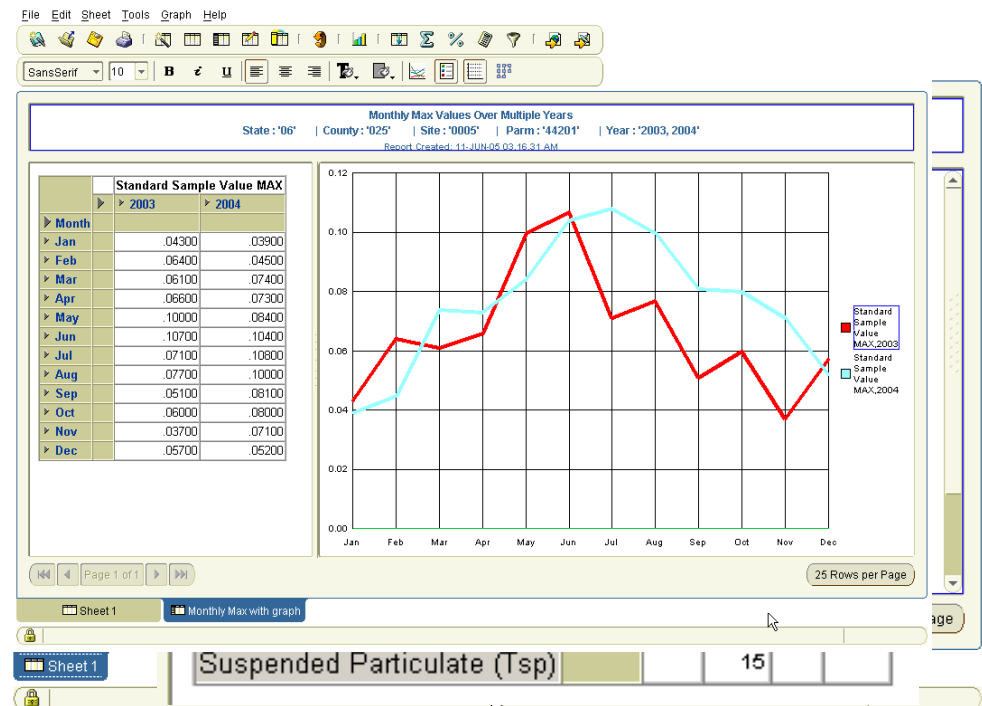 File Edit Sheet Tools Graph Help
SansSerif 10 B i U
Monthly Max Values Over Multiple Years
State : '06' | County : '025' | Site : '0005' | Parm : '44201' | Year : '2003, 2004'
Report Created: 11-JUN-05 03.16.31 AM
Standard Sample Value MAX
2003 2004
Month
Jan .04300 .03900
Feb .06400 .04500
Mar .06100 .07400
Apr .06600 .07300
May .10000 .08400
Jun .10700 .10400
Jul .07100 .10800
Aug .07700 .10000
Sep .05100 .08100
Oct .06000 .08000
Nov .03700 .07100
Dec .05700 .05200
0.12
0.10
0.08
0.06
0.04
0.02
0.00
Jan Feb Mar Apr May Jun Jul Aug Sep Oct Nov Dec
Standard
Sample
Value
MAX,2003
Standard
Sample
Value
MAX,2004
Page 1 of 1
25 Rows per Page
Sheet 1 Monthly Max with graph
age
Sheet 1
Suspended Particulate (Tsp) 15